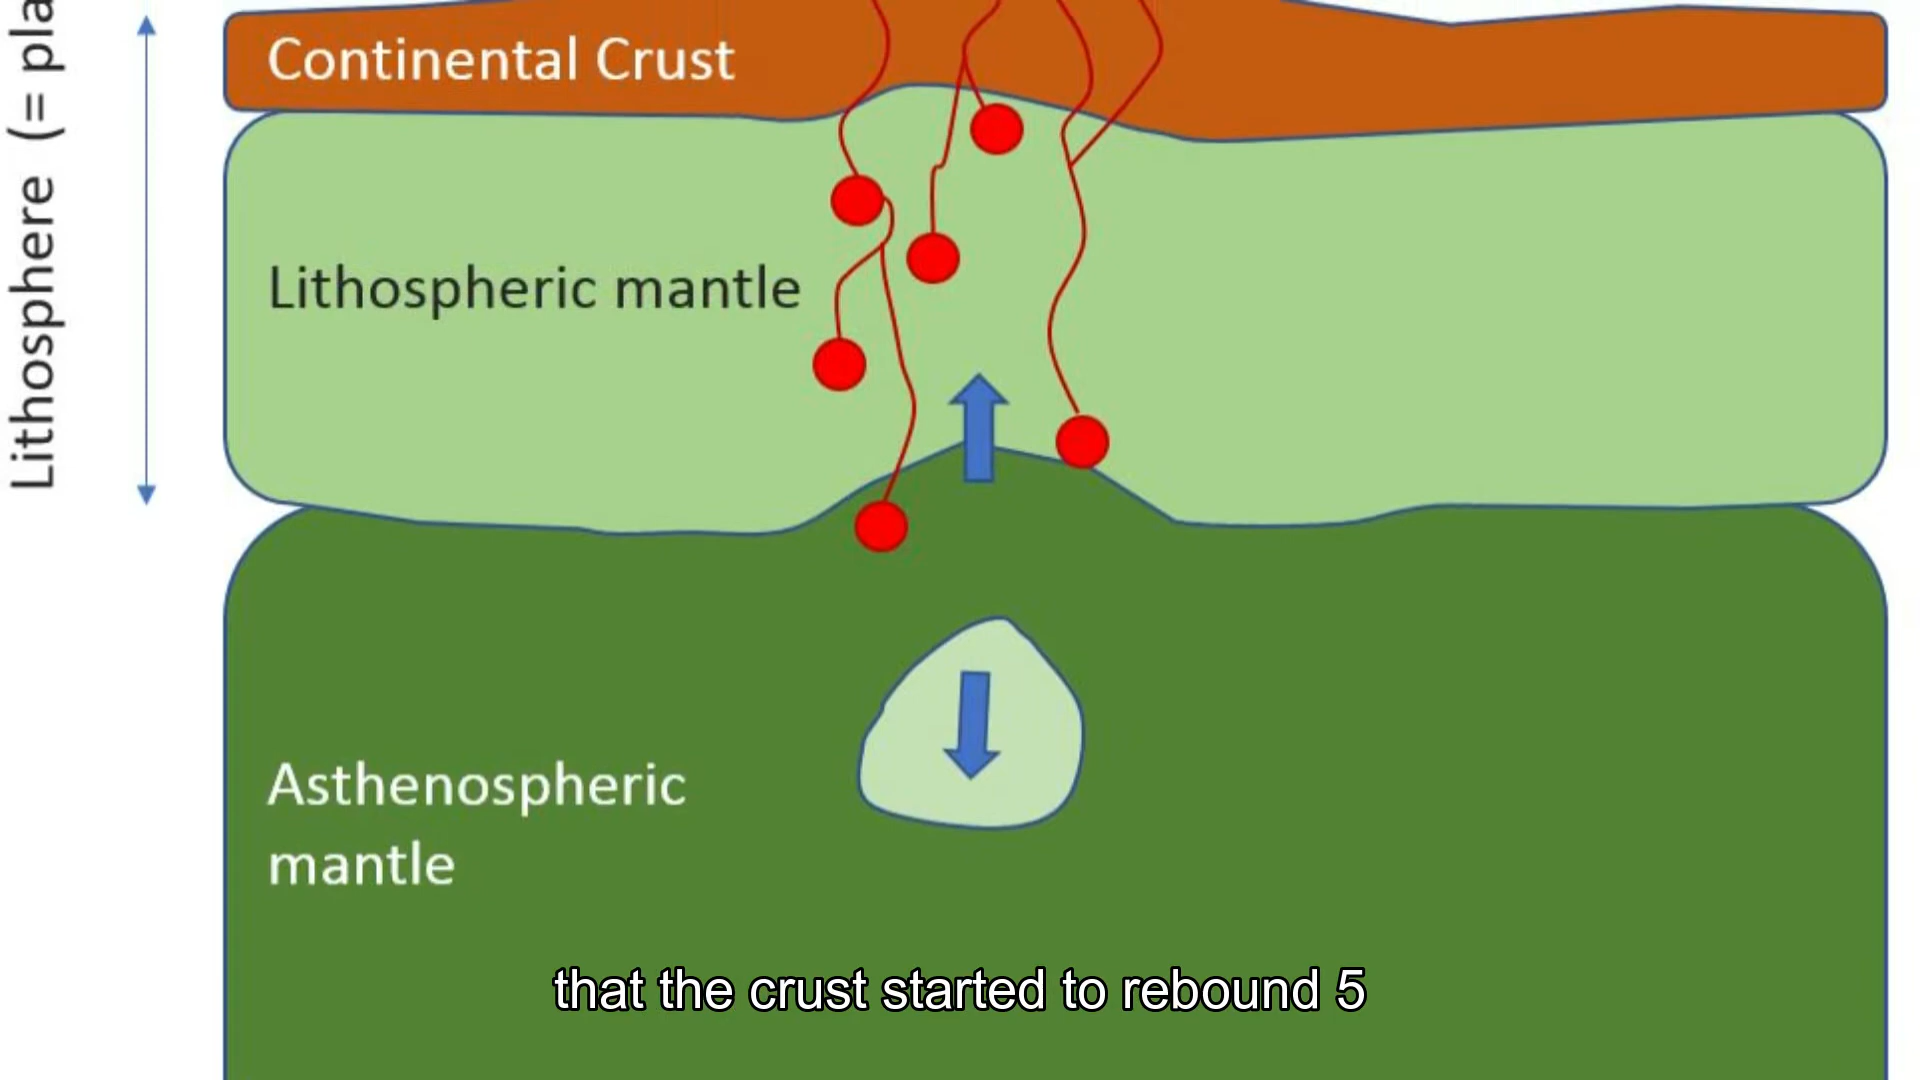 Lithosphere (= pla
Continental Crust
Lithospheric mantle
Asthenospheric
mantle
that the crust started to rebound 5